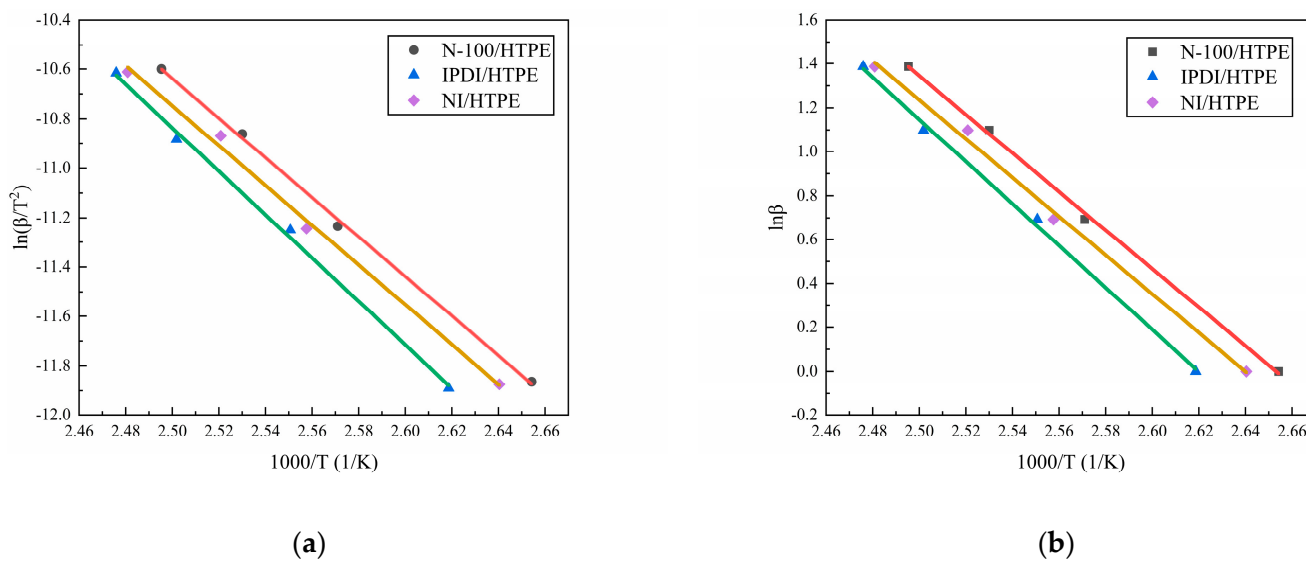 -10.4
-10.6
-10.8
-11.0
-11.2
-11.4
-11.6
-11.8
-12.0
ln(β/T²)
2.46 2.48 2.50 2.52 2.54 2.56 2.58 2.60 2.62 2.64 2.66
1000/T (1/K)
N-100/HTPE
IPDI/HTPE
NI/HTPE
(a)
1.6
1.4
1.2
1.0
0.8
0.6
0.4
0.2
0.0
-0.2
lnβ
2.46 2.48 2.50 2.52 2.54 2.56 2.58 2.60 2.62 2.64 2.66
1000/T (1/K)
N-100/HTPE
IPDI/HTPE
NI/HTPE
(b)